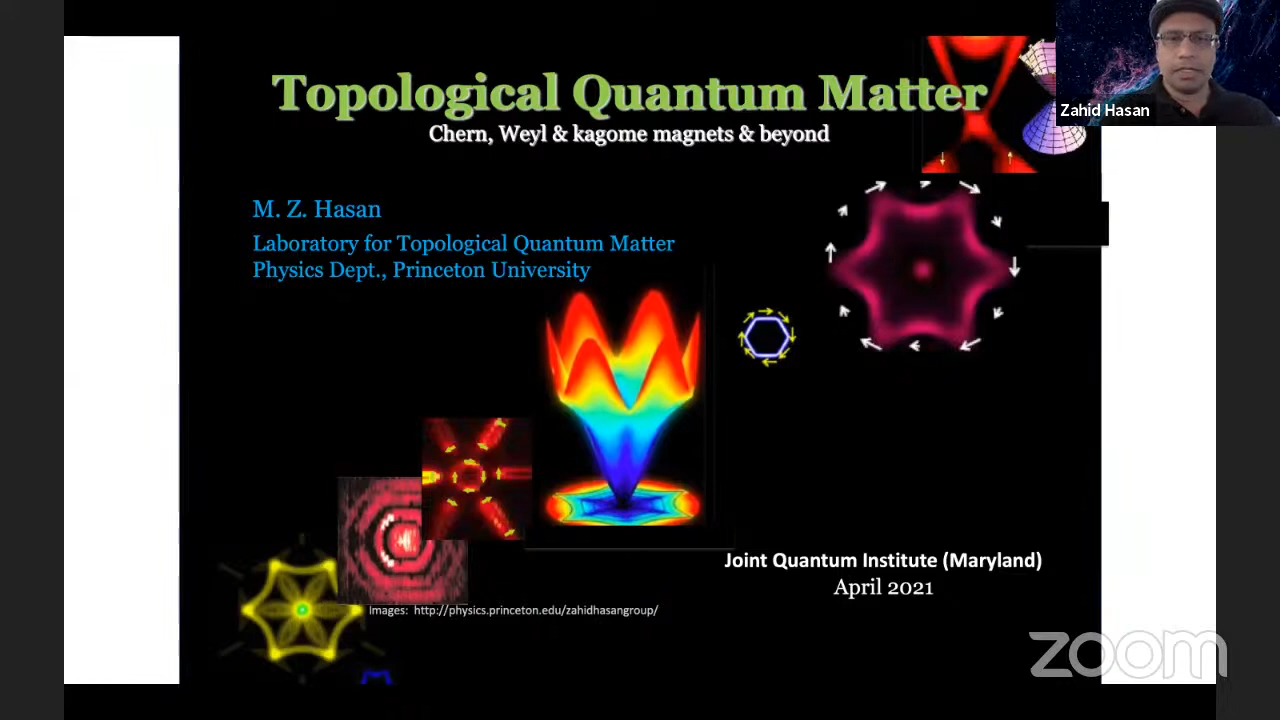 Topological Quantum Matter
Chern, Weyl & kagome magnets & beyond
Zahid Hasan
M. Z. Hasan
Laboratory for Topological Quantum Matter
Physics Dept., Princeton University
Joint Quantum Institute (Maryland)
April 2021
Images: http://physics.princeton.edu/zahidhasangroup/
zoom